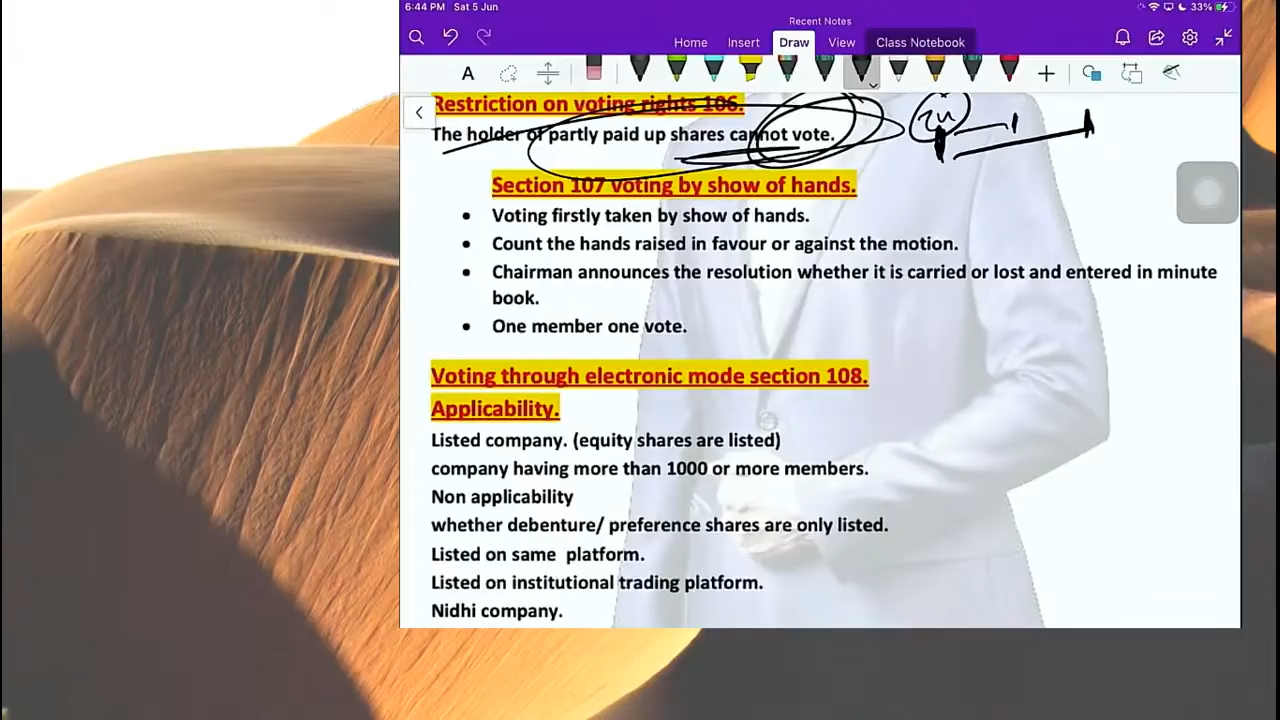 6:44 PM Sat 5 Jun
33%
Recent Notes
Home Insert Draw View Class Notebook
A
Restriction on voting rights 106.
The holder of partly paid up shares cannot vote.
Section 107 voting by show of hands.
• Voting firstly taken by show of hands.
• Count the hands raised in favour or against the motion.
• Chairman announces the resolution whether it is carried or lost and entered in minute
book.
• One member one vote.
Voting through electronic mode section 108.
Applicability.
Listed company. (equity shares are listed)
company having more than 1000 or more members.
Non applicability
whether debenture/ preference shares are only listed.
Listed on same platform.
Listed on institutional trading platform.
Nidhi company.